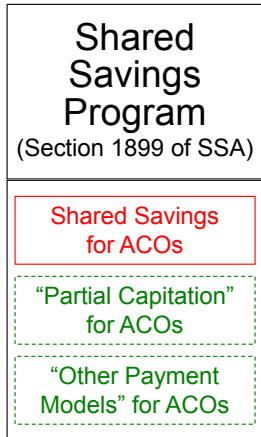 Shared
Savings
Program
(Section 1899 of SSA)
Shared Savings
for ACOs
“Partial Capitation”
for ACOs
“Other Payment
Models” for ACOs